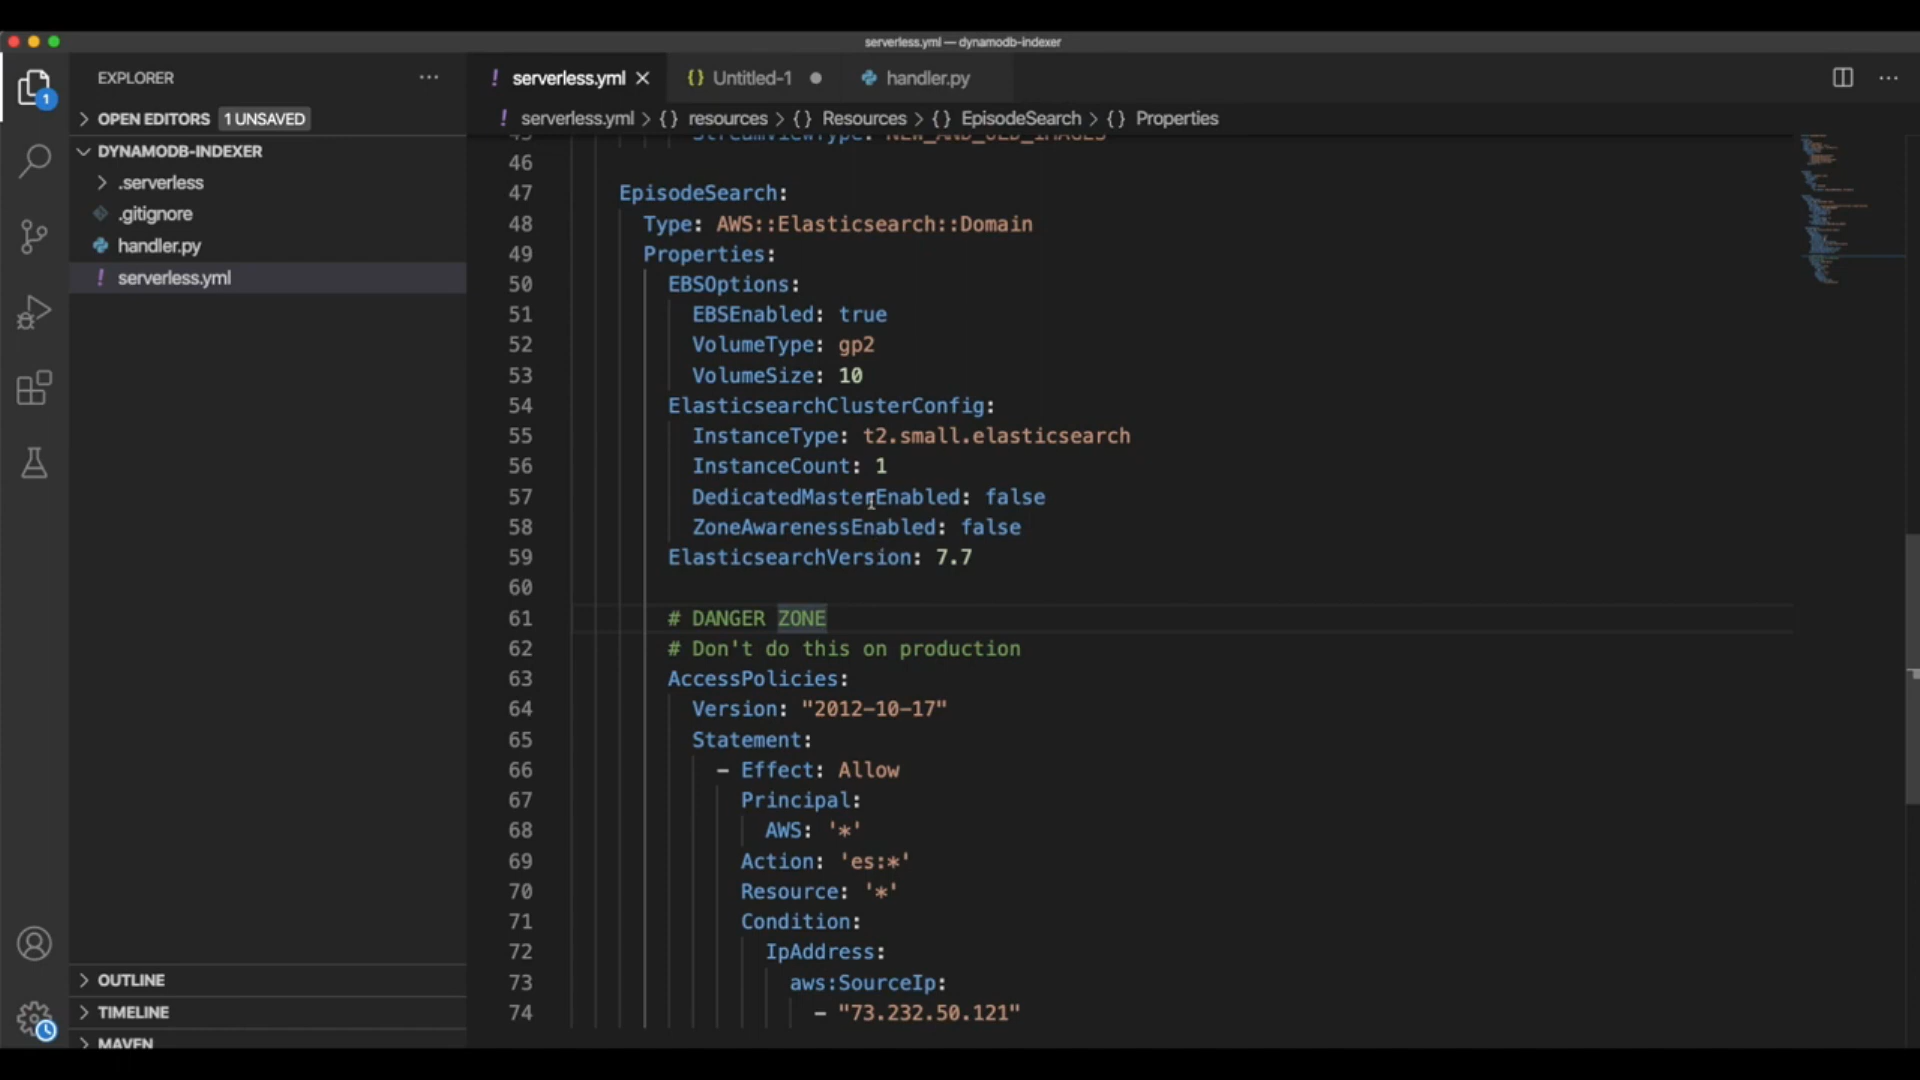 serverless.yml — dynamodb-indexer
EXPLORER
serverless.yml
Untitled-1
handler.py
OPEN EDITORS 1 UNSAVED
serverless.yml > {} resources > {} Resources > {} EpisodeSearch > {} Properties
DYNAMODB-INDEXER
.serverless
.gitignore
handler.py
serverless.yml
45 StreamViewType: NEW_AND_OLD_IMAGES
46
47 EpisodeSearch:
48 Type: AWS::Elasticsearch::Domain
49 Properties:
50 EBSOptions:
51 EBSEnabled: true
52 VolumeType: gp2
53 VolumeSize: 10
54 ElasticsearchClusterConfig:
55 InstanceType: t2.small.elasticsearch
56 InstanceCount: 1
57 DedicatedMasterEnabled: false
58 ZoneAwarenessEnabled: false
59 ElasticsearchVersion: 7.7
60
61 # DANGER ZONE
62 # Don't do this on production
63 AccessPolicies:
64 Version: "2012-10-17"
65 Statement:
66 - Effect: Allow
67 Principal:
68 AWS: '*'
69 Action: 'es:*'
70 Resource: '*'
71 Condition:
72 IpAddress:
73 aws:SourceIp:
74 - "73.232.50.121"
OUTLINE
TIMELINE
MAVEN
1